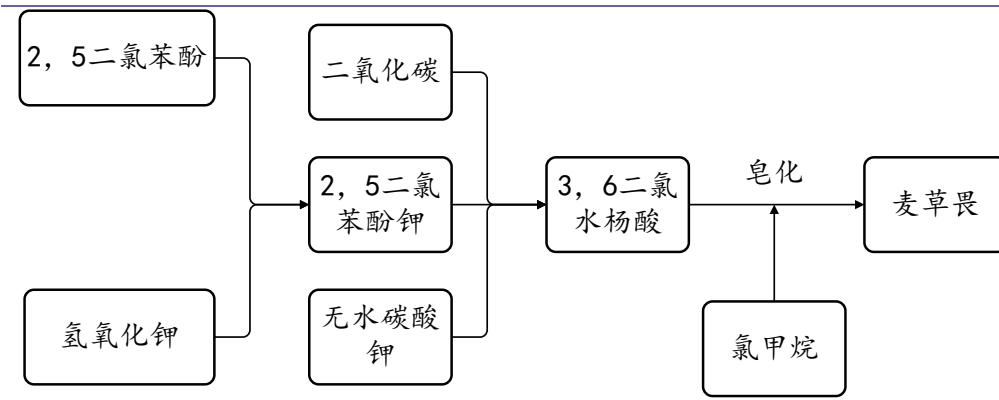 2，5二氯苯酚
二氧化碳
2，5二氯
苯酚钾
3，6二氯
水杨酸
皂化
麦草畏
氢氧化钾
无水碳酸
钾
氯甲烷